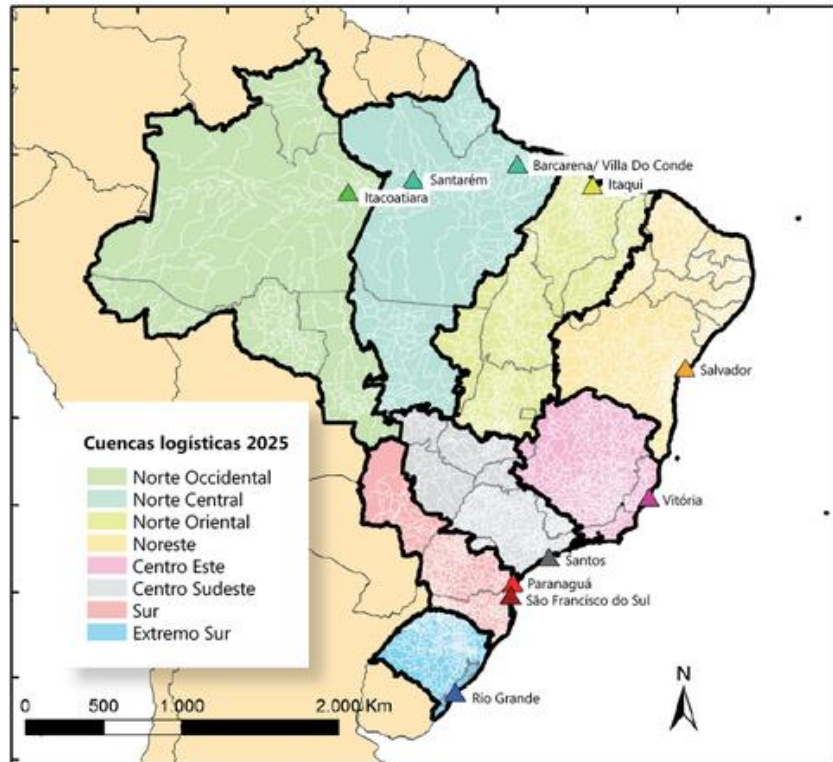 Barcarena/ Villa Do Conde
Santarém
Itaqui
Itacoatiara
Salvador
Cuencas logísticas 2025
Norte Occidental
Norte Central
Norte Oriental
Noreste
Centro Este
Centro Sudeste
Sur
Extremo Sur
Vitória
Santos
Paranaguá
São Francisco do Sul
Rio Grande
N
0 500 1.000 2.000 Km